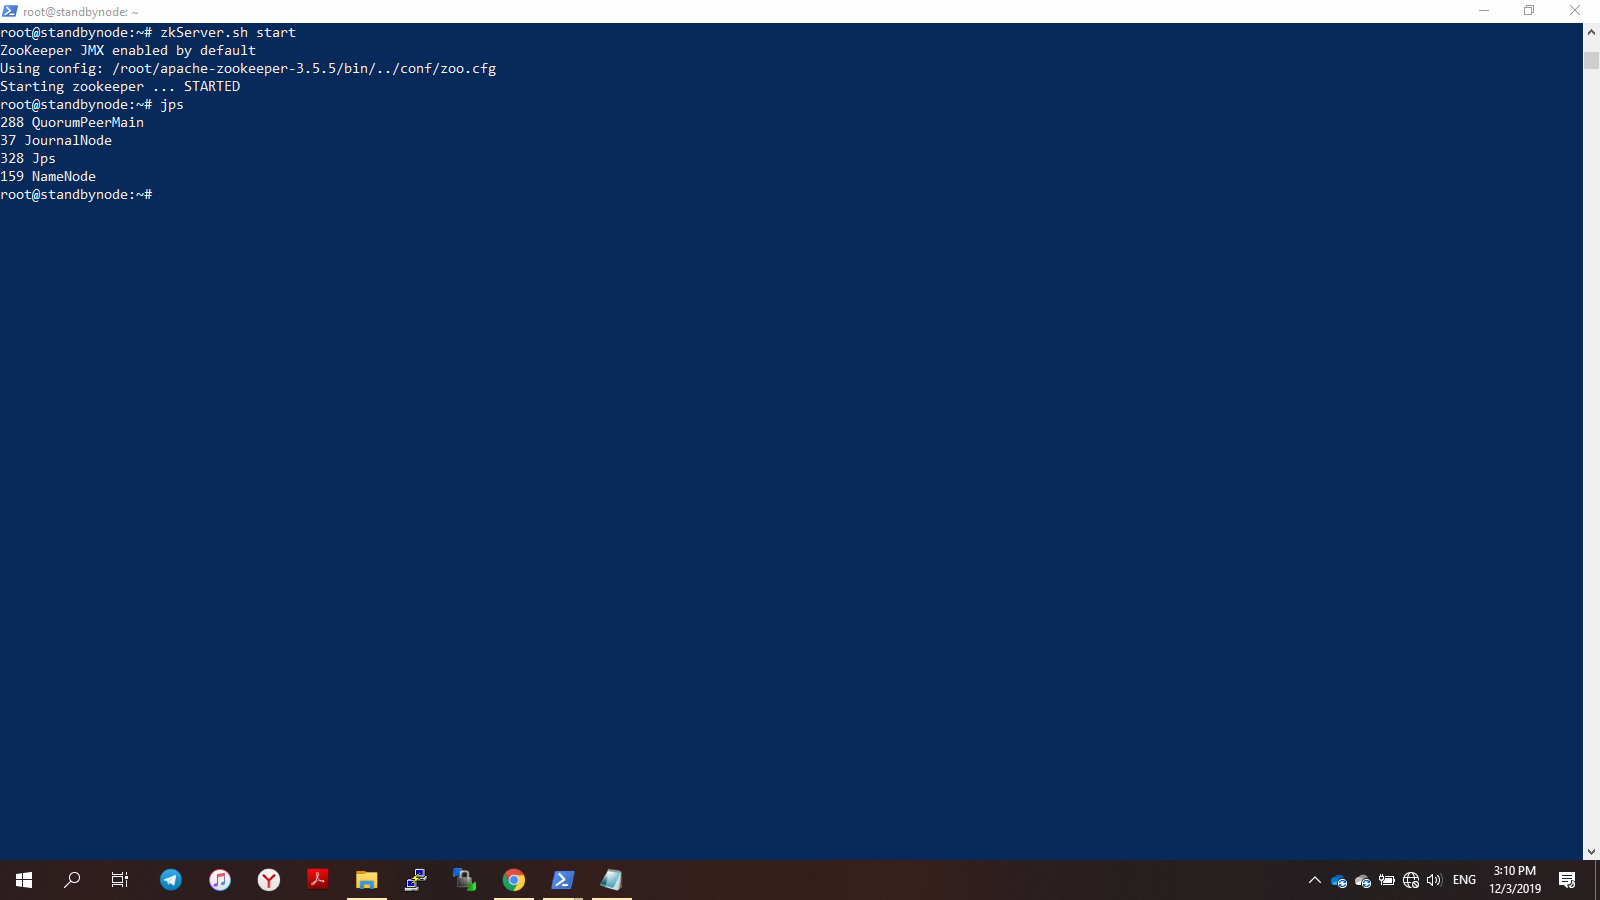 root@standbynode: ~
root@standbynode:~# zkServer.sh start
ZooKeeper JMX enabled by default
Using config: /root/apache-zookeeper-3.5.5/bin/../conf/zoo.cfg
Starting zookeeper ... STARTED
root@standbynode:~# jps
288 QuorumPeerMain
37 JournalNode
328 Jps
159 NameNode
root@standbynode:~#
ENG
3:10 PM
12/3/2019